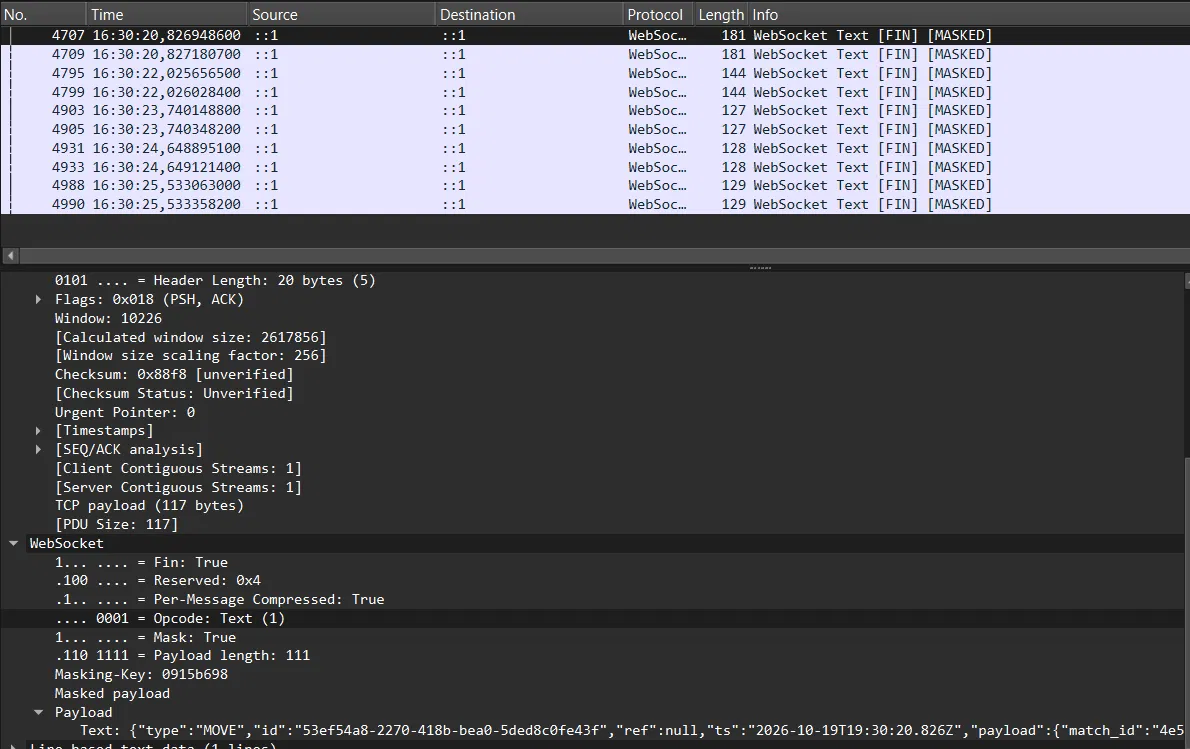 No. Time Source Destination Protocol Length Info
4707 16:30:20,826948600 ::1 ::1 WebSoc… 181 WebSocket Text [FIN] [MASKED]
4709 16:30:20,827180700 ::1 ::1 WebSoc… 181 WebSocket Text [FIN] [MASKED]
4795 16:30:22,025656500 ::1 ::1 WebSoc… 144 WebSocket Text [FIN] [MASKED]
4799 16:30:22,026028400 ::1 ::1 WebSoc… 144 WebSocket Text [FIN] [MASKED]
4903 16:30:23,740148800 ::1 ::1 WebSoc… 127 WebSocket Text [FIN] [MASKED]
4905 16:30:23,740348200 ::1 ::1 WebSoc… 127 WebSocket Text [FIN] [MASKED]
4931 16:30:24,648895100 ::1 ::1 WebSoc… 128 WebSocket Text [FIN] [MASKED]
4933 16:30:24,649121400 ::1 ::1 WebSoc… 128 WebSocket Text [FIN] [MASKED]
4988 16:30:25,533063000 ::1 ::1 WebSoc… 129 WebSocket Text [FIN] [MASKED]
4990 16:30:25,533358200 ::1 ::1 WebSoc… 129 WebSocket Text [FIN] [MASKED]
0101 .... = Header Length: 20 bytes (5)
Flags: 0x018 (PSH, ACK)
Window: 10226
[Calculated window size: 2617856]
[Window size scaling factor: 256]
Checksum: 0x88f8 [unverified]
[Checksum Status: Unverified]
Urgent Pointer: 0
[Timestamps]
[SEQ/ACK analysis]
[Client Contiguous Streams: 1]
[Server Contiguous Streams: 1]
TCP payload (117 bytes)
[PDU Size: 117]
WebSocket
1... .... = Fin: True
.100 .... = Reserved: 0x4
.1.. .... = Per-Message Compressed: True
.... 0001 = Opcode: Text (1)
1... .... = Mask: True
.110 1111 = Payload length: 111
Masking-Key: 0915b698
Masked payload
Payload
Text: {"type":"MOVE","id":"53ef54a8-2270-418b-bea0-5ded8c0fe43f","ref":null,"ts":"2026-10-19T19:30:20.826Z","payload":{"match_id":"4e5
Line-based text data (1 lines)